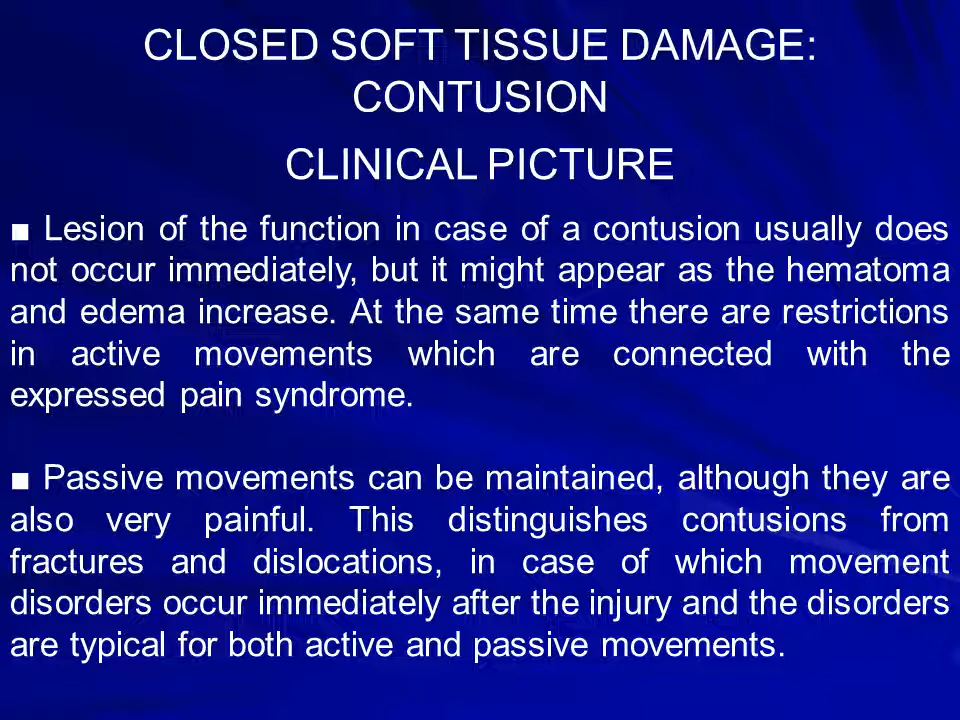 CLOSED SOFT TISSUE DAMAGE:
CONTUSION
CLINICAL PICTURE
■ Lesion of the function in case of a contusion usually does
not occur immediately, but it might appear as the hematoma
and edema increase. At the same time there are restrictions
in active movements which are connected with the
expressed pain syndrome.
■ Passive movements can be maintained, although they are
also very painful. This distinguishes contusions from
fractures and dislocations, in case of which movement
disorders occur immediately after the injury and the disorders
are typical for both active and passive movements.